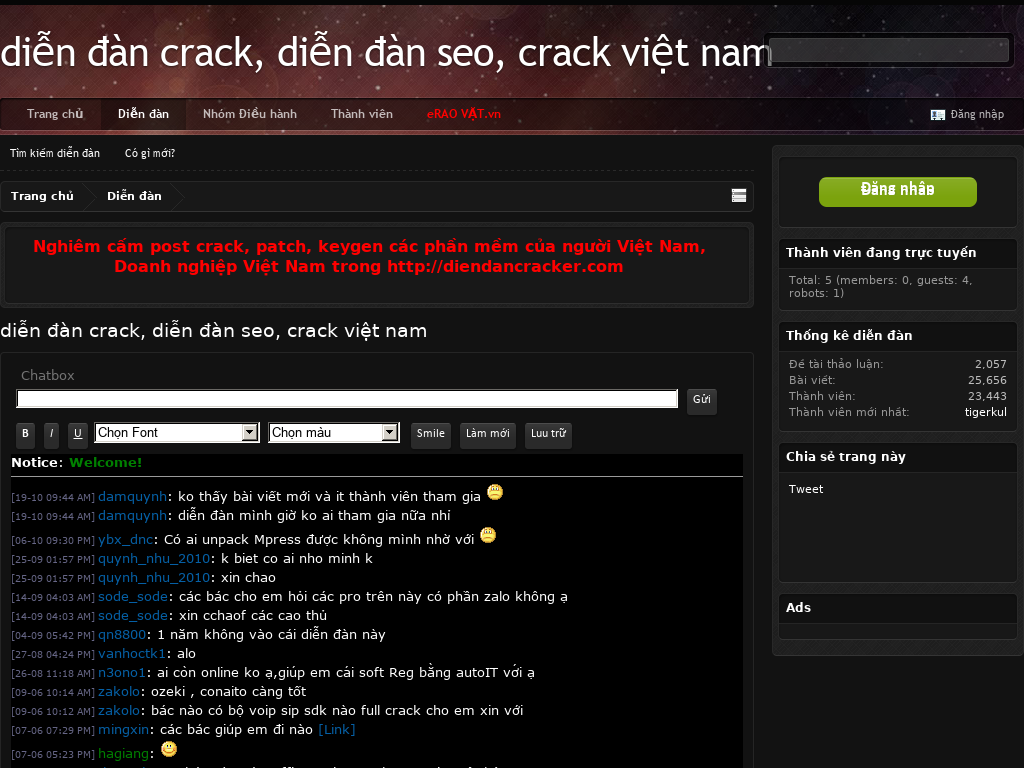 diễn đàn crack, diễn đàn seo, crack việt nam
Trang chủ
Diễn đàn
Nhóm Điều hành
Thành viên
eRAO VẶT.vn
Đăng nhập
Tìm kiếm diễn đàn
Có gì mới?
Trang chủ
Diễn đàn
Nghiêm cấm post crack, patch, keygen các phần mềm của người Việt Nam,
Doanh nghiệp Việt Nam trong http://diendancracker.com
diễn đàn crack, diễn đàn seo, crack việt nam
Chatbox
Gửi
B
I
U
Chọn Font
Chọn màu
Smile
Làm mới
Luu trữ
Notice: Welcome!
[19-10 09:44 AM] damquynh: ko thấy bài viết mới và it thành viên tham gia
[19-10 09:44 AM] damquynh: diễn đàn mình giờ ko ai tham gia nữa nhỉ
[06-10 09:30 PM] ybx_dnc: Có ai unpack Mpress được không mình nhờ với
[25-09 01:57 PM] quynh_nhu_2010: k biet co ai nho minh k
[25-09 01:57 PM] quynh_nhu_2010: xin chao
[14-09 04:03 AM] sode_sode: các bác cho em hỏi các pro trên này có phần zalo không ạ
[14-09 04:03 AM] sode_sode: xin cchaof các cao thủ
[04-09 05:42 PM] qn8800: 1 năm không vào cái diễn đàn này
[27-08 04:24 PM] vanhoctk1: alo
[26-08 11:18 AM] n3ono1: ai còn online ko ạ,giúp em cái soft Reg bằng autoIT với ạ
[09-06 10:14 AM] zakolo: ozeki , conaito càng tốt
[09-06 10:12 AM] zakolo: bác nào có bộ voip sip sdk nào full crack cho em xin với
[07-06 07:29 PM] mingxin: các bác giúp em đi nào [Link]
[07-06 05:23 PM] hagiang:
Đăng nhập
Thành viên đang trực tuyến
Total: 5 (members: 0, guests: 4,
robots: 1)
Thống kê diễn đàn
Đề tài thảo luận: 2,057
Bài viết: 25,656
Thành viên: 23,443
Thành viên mới nhất: tigerkul
Chia sẻ trang này
Tweet
Ads